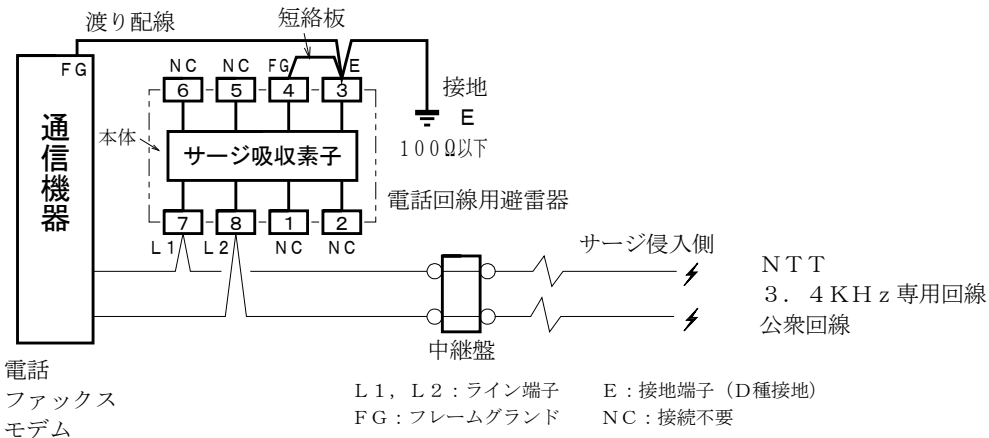 渡り配線
短絡板
FG
NC NC FG E
6 5 4 3
接地
E
100Ω以下
通信機器
本体
サージ吸収素子
電話回線用避雷器
7 8 1 2
L1 L2 NC NC
サージ侵入側
NTT
3.4KHz専用回線
公衆回線
中継盤
電話
ファックス
モデム
L1,L2:ライン端子 E:接地端子(D種接地)
FG:フレームグランド NC:接続不要